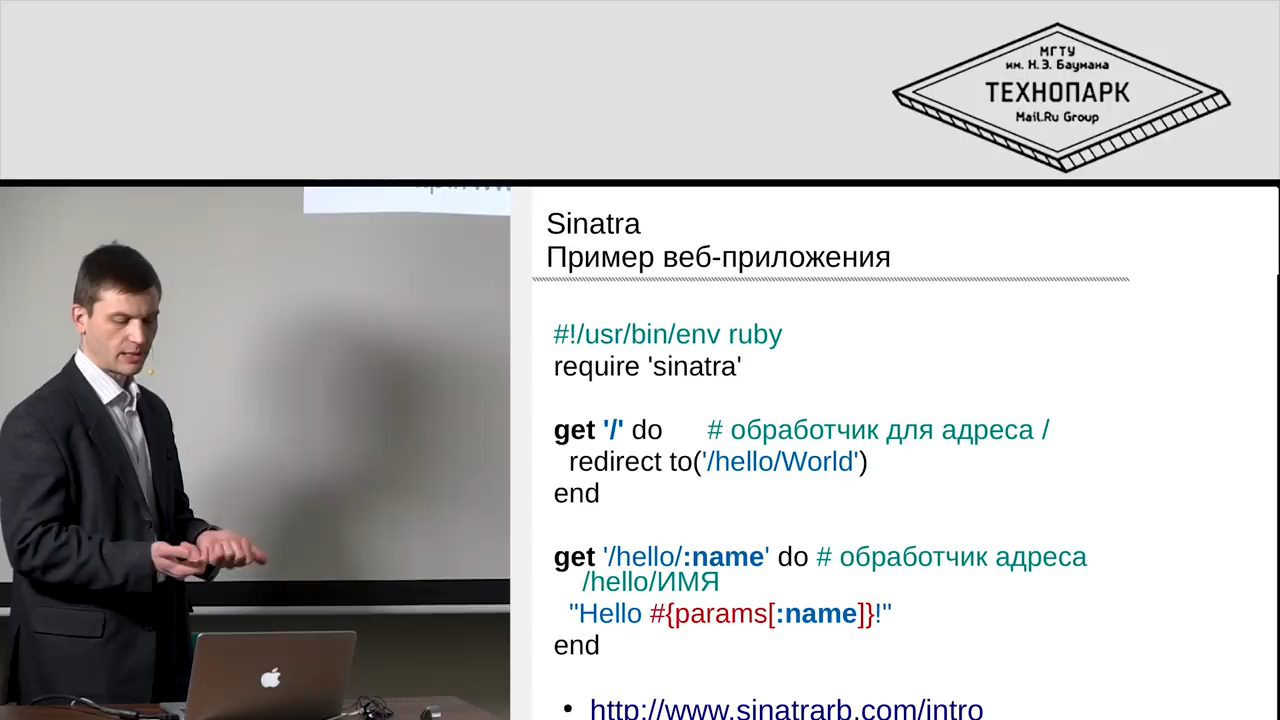 МГТУ
им. Н.Э. Баумана
ТЕХНОПАРК
Mail.Ru Group
Sinatra
Пример веб-приложения
#!/usr/bin/env ruby
require 'sinatra'
get '/' do # обработчик для адреса /
redirect to('/hello/World')
end
get '/hello/:name' do # обработчик адреса
/hello/ИМЯ
"Hello #{params[:name]}!"
end
• http://www.sinatrarb.com/intro